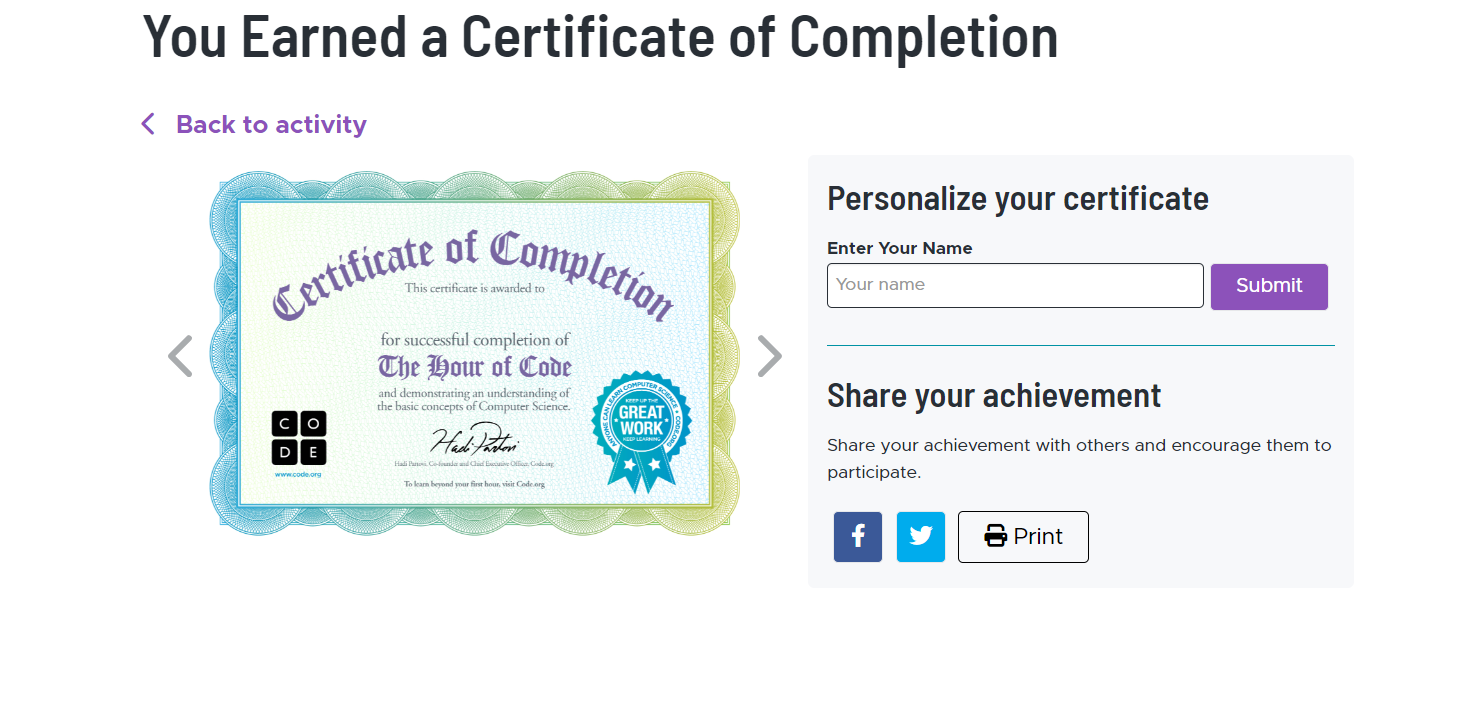 You Earned a Certificate of Completion
Back to activity
Certificate of Completion
This certificate is awarded to
for successful completion of
The Hour of Code
and demonstrating an understanding of
the basic concepts of Computer Science.
Hadi Partovi
Hadi Partovi, Co-founder and Chief Executive Officer, Code.org
To learn beyond your first hour, visit Code.org
C O
D E
www.code.org
ANYONE CAN LEARN COMPUTER SCIENCE • CODE.ORG
KEEP UP THE
GREAT
WORK
KEEP LEARNING
Personalize your certificate
Enter Your Name
Your name
Submit
Share your achievement
Share your achievement with others and encourage them to
participate.
Print